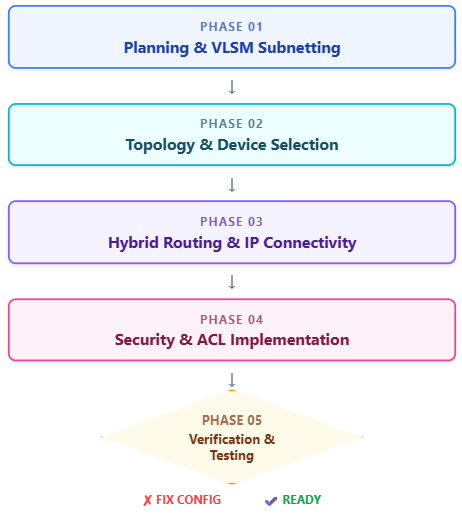 PHASE 01
Planning & VLSM Subnetting
↓
PHASE 02
Topology & Device Selection
↓
PHASE 03
Hybrid Routing & IP Connectivity
↓
PHASE 04
Security & ACL Implementation
↓
PHASE 05
Verification &
Testing
✗ FIX CONFIG ✔ READY